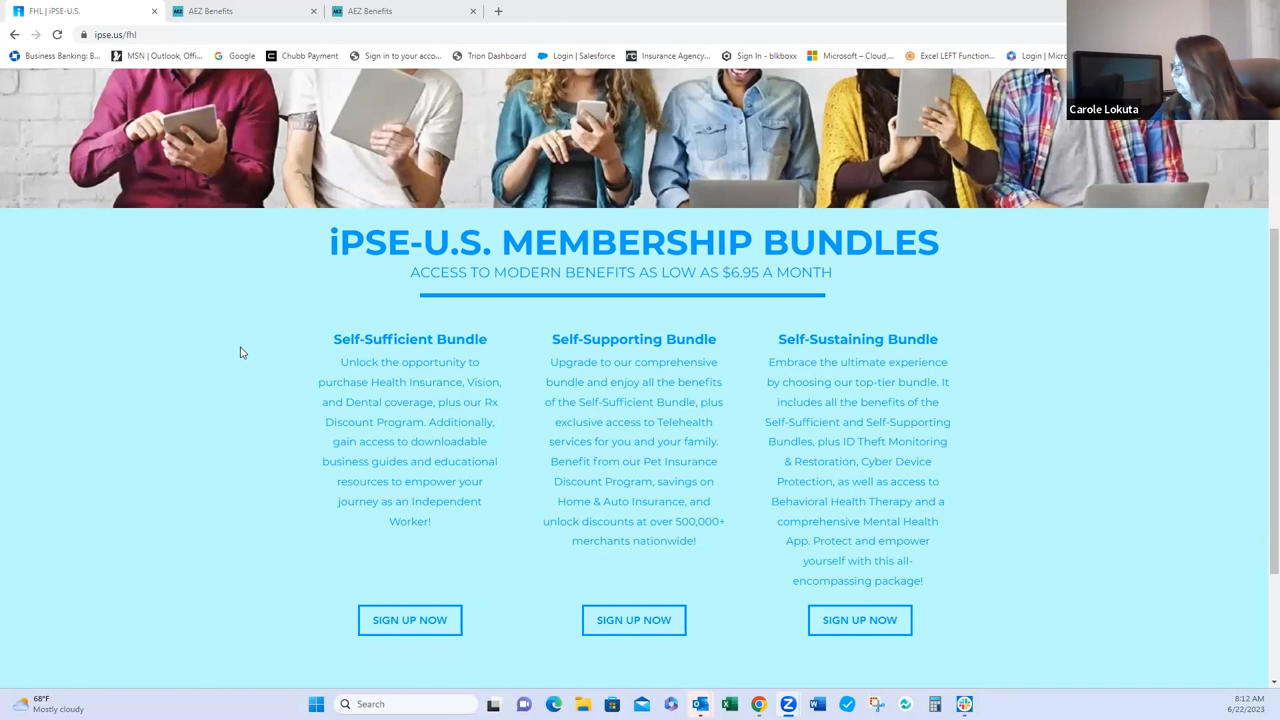 FHL | iPSE-U.S.
AEZ Benefits
AEZ Benefits
ipse.us/fhl
Business Banking: B...
MSN | Outlook, Offi...
Google
Chubb Payment
Sign in to your acco...
Trion Dashboard
Login | Salesforce
Insurance Agency...
Sign In - blkboxx
Microsoft – Cloud,...
Excel LEFT Function...
Login | Micro
Carole Lokuta
iPSE-U.S. MEMBERSHIP BUNDLES
ACCESS TO MODERN BENEFITS AS LOW AS $6.95 A MONTH
Self-Sufficient Bundle
Unlock the opportunity to
purchase Health Insurance, Vision,
and Dental coverage, plus our Rx
Discount Program. Additionally,
gain access to downloadable
business guides and educational
resources to empower your
journey as an Independent
Worker!
SIGN UP NOW
Self-Supporting Bundle
Upgrade to our comprehensive
bundle and enjoy all the benefits
of the Self-Sufficient Bundle, plus
exclusive access to Telehealth
services for you and your family.
Benefit from our Pet Insurance
Discount Program, savings on
Home & Auto Insurance, and
unlock discounts at over 500,000+
merchants nationwide!
SIGN UP NOW
Self-Sustaining Bundle
Embrace the ultimate experience
by choosing our top-tier bundle. It
includes all the benefits of the
Self-Sufficient and Self-Supporting
Bundles, plus ID Theft Monitoring
& Restoration, Cyber Device
Protection, as well as access to
Behavioral Health Therapy and a
comprehensive Mental Health
App. Protect and empower
yourself with this all-
encompassing package!
SIGN UP NOW
68°F
Mostly cloudy
Search
8:12 AM
6/22/2023